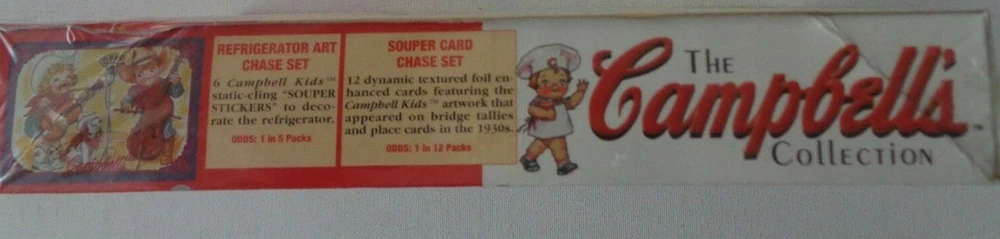 REFRIGERATOR ART
CHASE SET
6 Campbell Kids™
static-cling "SOUPER
STICKERS" to deco-
rate the refrigerator.
ODDS: 1 in 5 Packs
SOUPER CARD
CHASE SET
12 dynamic textured foil en-
hanced cards featuring the
Campbell Kids™ artwork that
appeared on bridge tallies
and place cards in the 1930s.
ODDS: 1 in 12 Packs
THE
Campbell's
COLLECTION